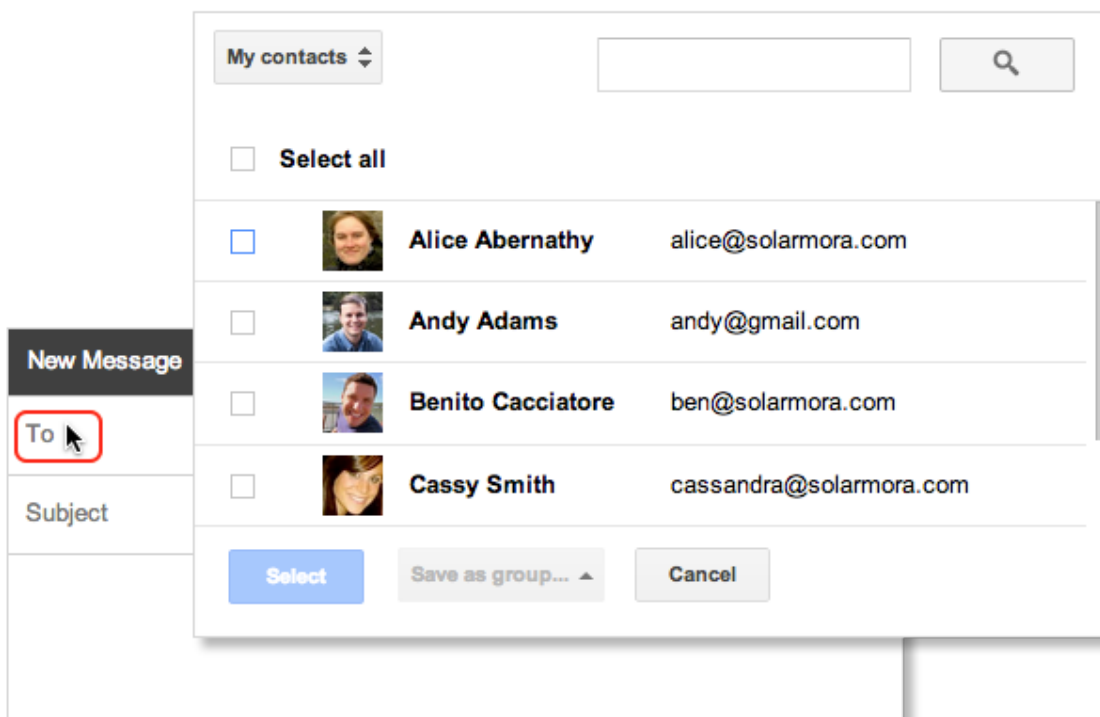 My contacts
Select all
Alice Abernathy alice@solarmora.com
Andy Adams andy@gmail.com
Benito Cacciatore ben@solarmora.com
Cassy Smith cassandra@solarmora.com
Select Save as group... Cancel
New Message
To
Subject